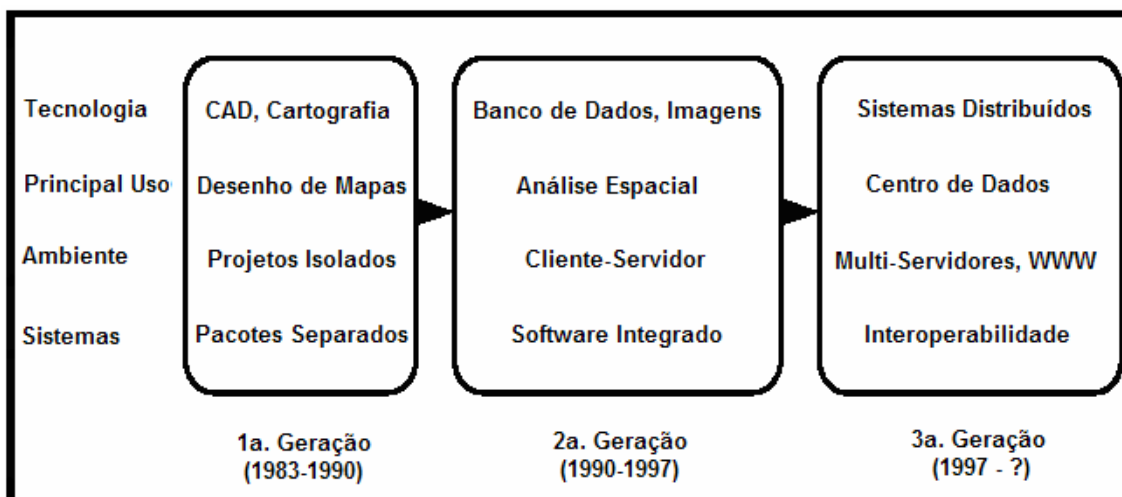 Tecnologia CAD, Cartografia Banco de Dados, Imagens Sistemas Distribuídos
Principal Uso Desenho de Mapas Análise Espacial Centro de Dados
Ambiente Projetos Isolados Cliente-Servidor Multi-Servidores, WWW
Sistemas Pacotes Separados Software Integrado Interoperabilidade
1a. Geração 2a. Geração 3a. Geração
(1983-1990) (1990-1997) (1997 - ?)